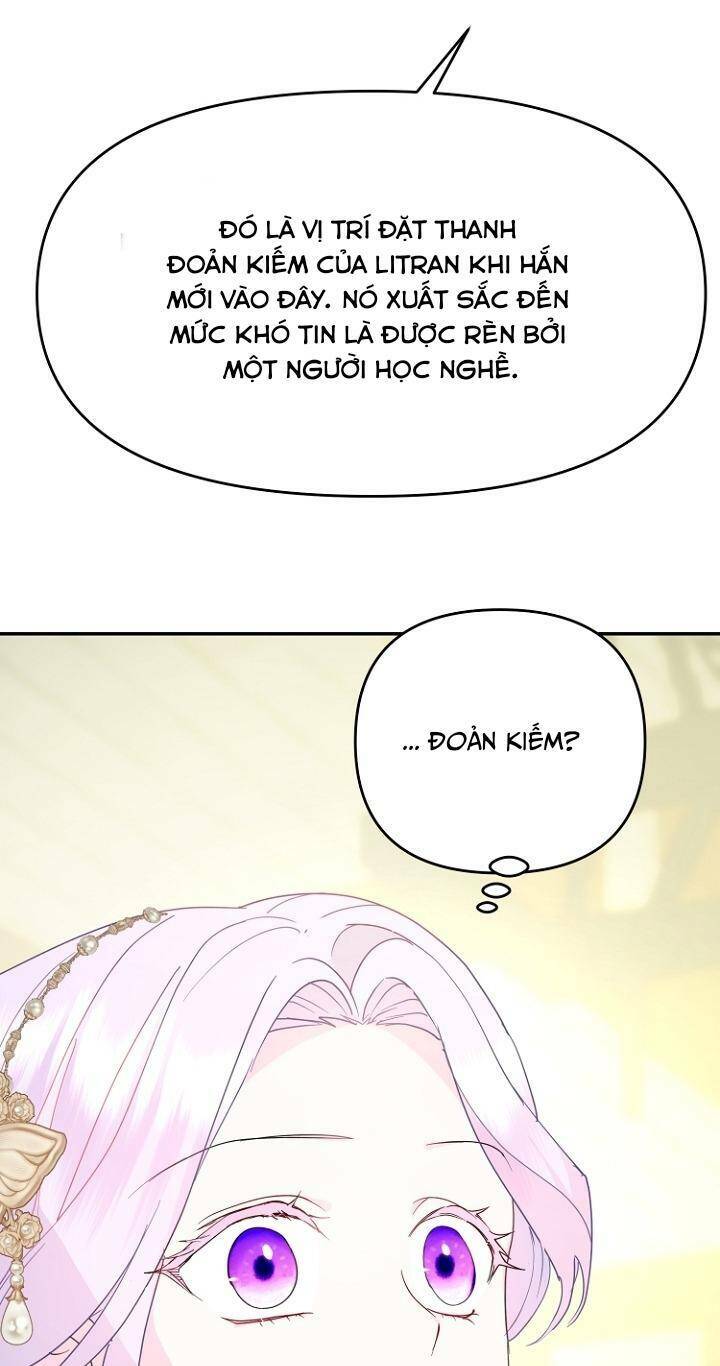 ĐÓ LÀ VỊ TRÍ ĐẶT THANH
ĐOẢN KIẾM CỦA LITRAN KHI HẮN
MỚI VÀO ĐÂY. NÓ XUẤT SẮC ĐẾN
MỨC KHÓ TIN LÀ ĐƯỢC RÈN BỞI
MỘT NGƯỜI HỌC NGHỀ.
... ĐOẢN KIẾM?